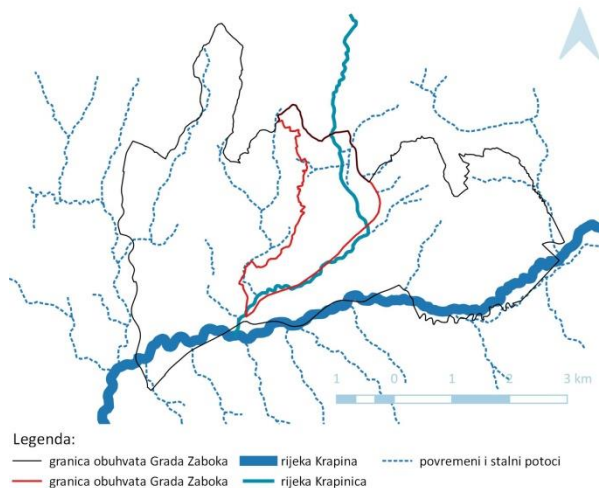 1 0 1 2 3 km
Legenda:
granica obuhvata Grada Zaboka rijeka Krapina povremeni i stalni potoci
granica obuhvata Grada Zaboka rijeka Krapinica